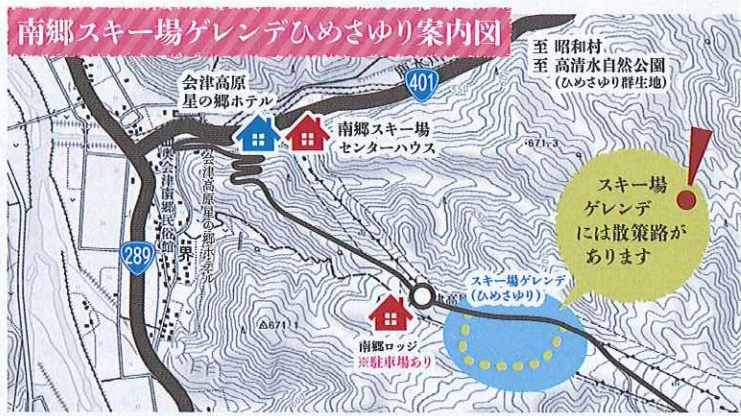 南郷スキー場ゲレンデひめさゆり案内図
至 昭和村
至 高清水自然公園
(ひめさゆり群生地)
401
会津高原
星の郷ホテル
南郷スキー場
センターハウス
・671.3
スキー場
ゲレンデ
には散策路が
あります
会津高原星の郷ホテル
界
289
スキー場ゲレンデ
(ひめさゆり)
△671.1
南郷ロッジ
※駐車場あり